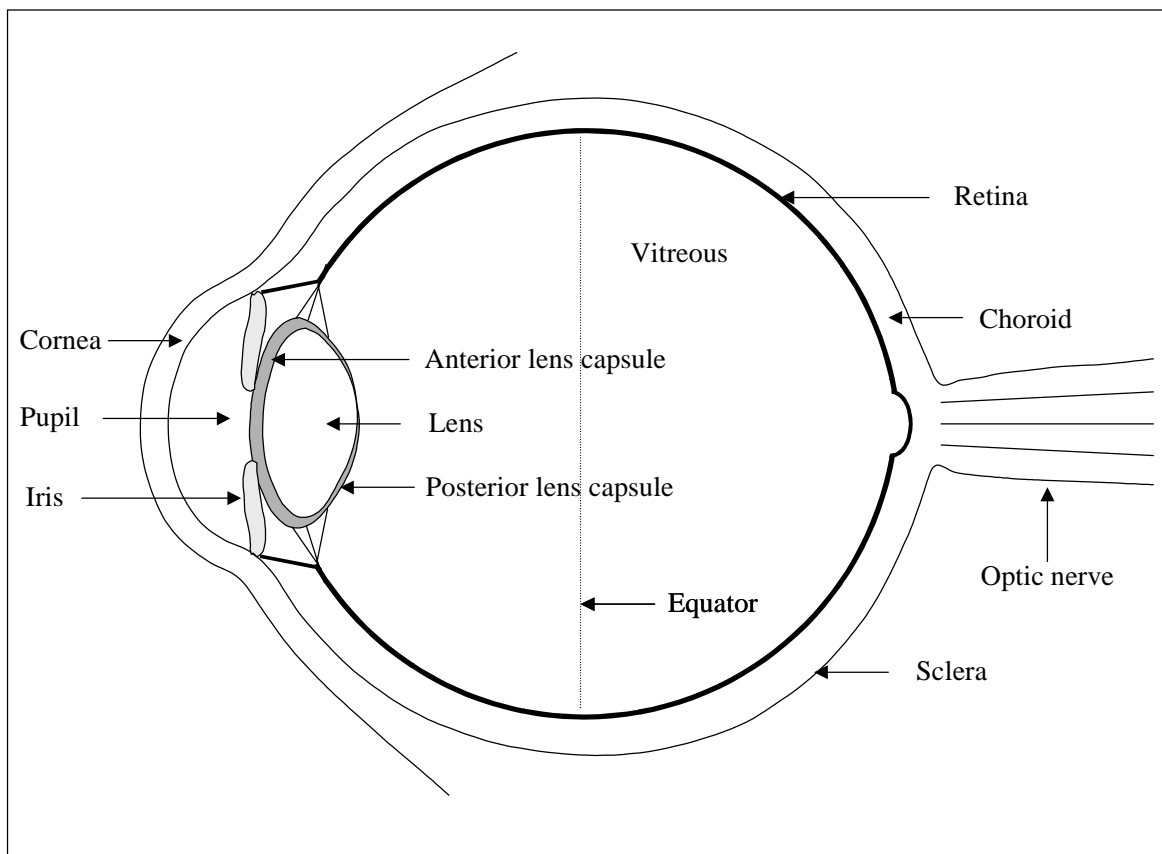 Retina
Vitreous
Choroid
Cornea
Anterior lens capsule
Pupil
Lens
Posterior lens capsule
Iris
Optic nerve
Equator
Sclera